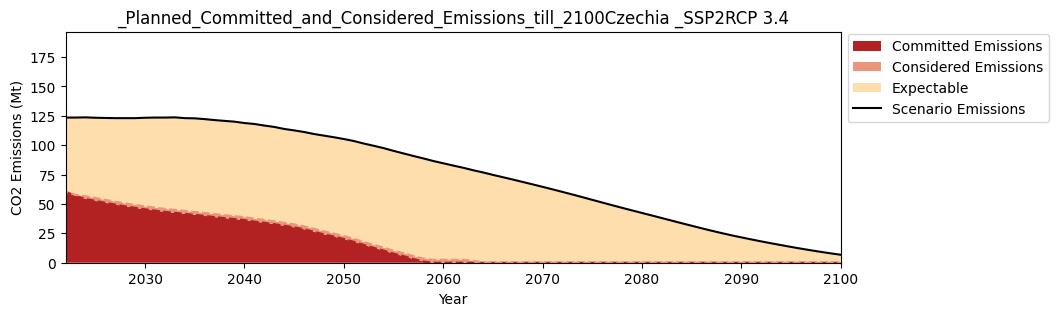 _Planned_Committed_and_Considered_Emissions_till_2100Czechia _SSP2RCP 3.4
Committed Emissions
Considered Emissions
Expectable
Scenario Emissions
CO2 Emissions (Mt)
175
150
125
100
75
50
25
0
2030 2040 2050 2060 2070 2080 2090 2100
Year